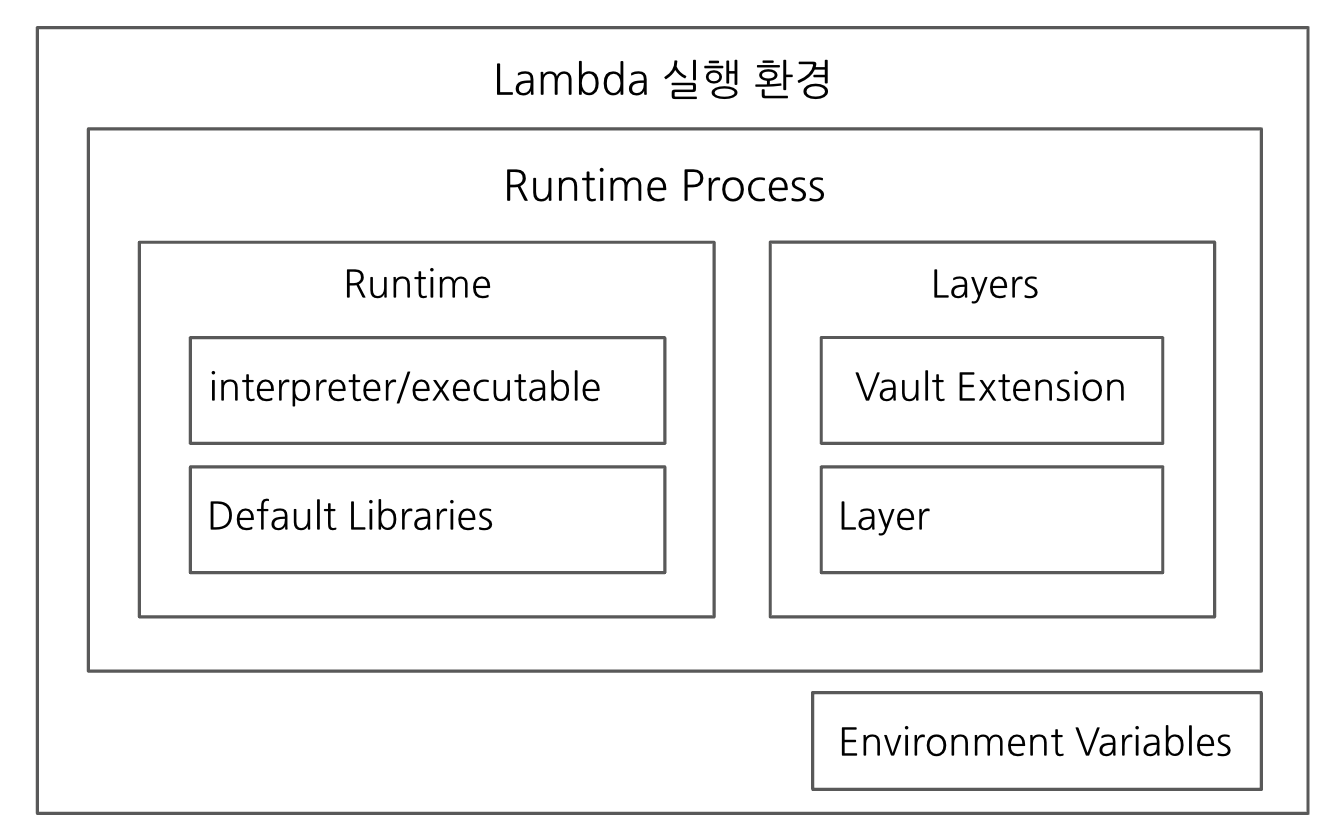 Lambda 실행 환경
Runtime Process
Runtime
interpreter/executable
Default Libraries
Layers
Vault Extension
Layer
Environment Variables